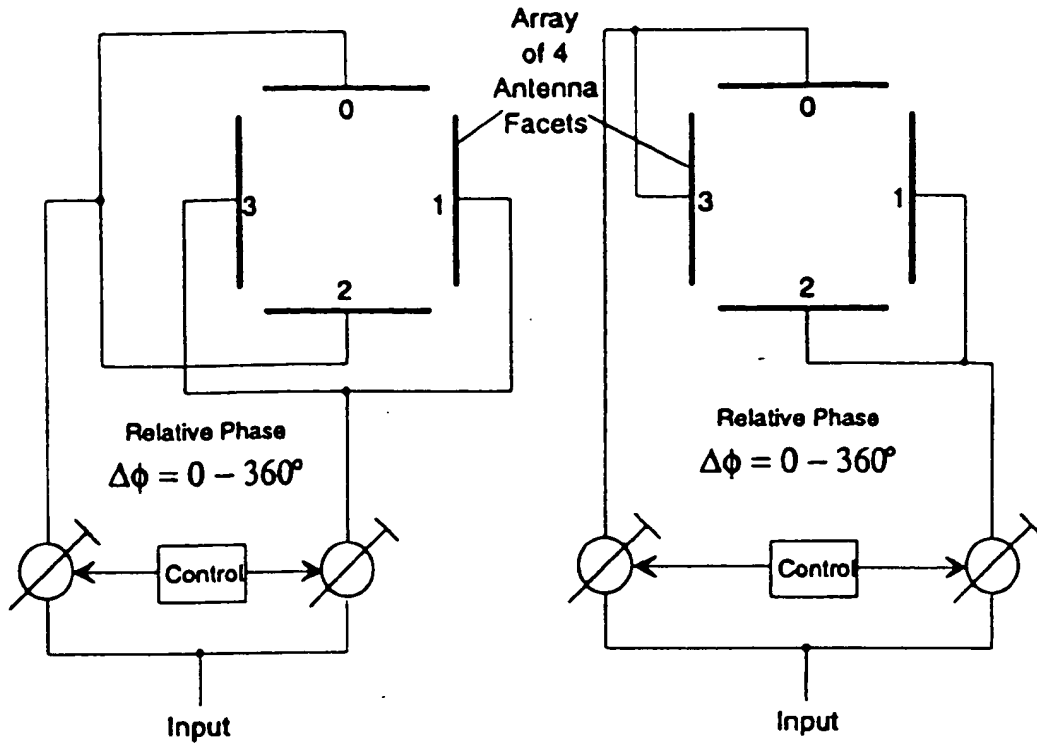 Array
of 4
Antenna
Facets
0
3
1
2
Relative Phase
Δϕ = 0 – 360°
Control
Input
0
3
1
2
Relative Phase
Δϕ = 0 – 360°
Control
Input